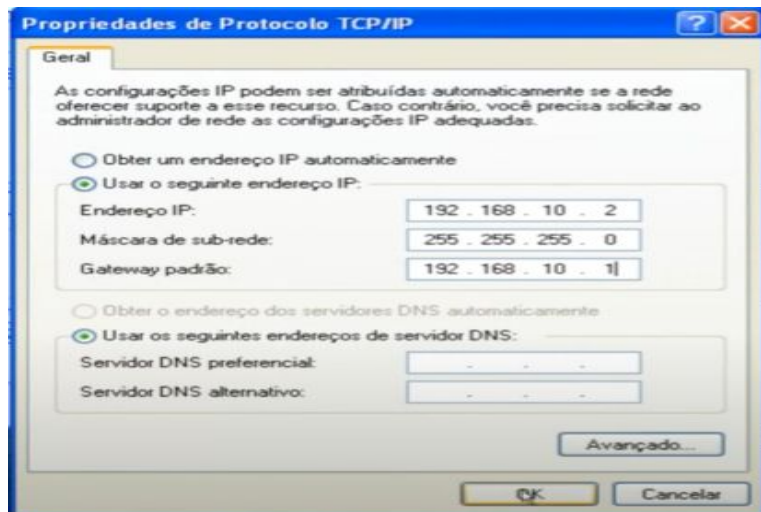 Propriedades de Protocolo TCP/IP
Geral
As configurações IP podem ser atribuídas automaticamente se a rede
oferecer suporte a esse recurso. Caso contrário, você precisa solicitar ao
administrador de rede as configurações IP adequadas.
Obter um endereço IP automaticamente
Usar o seguinte endereço IP:
Endereço IP: 192 . 168 . 10 . 2
Máscara de sub-rede: 255 . 255 . 255 . 0
Gateway padrão: 192 . 168 . 10 . 1
Obter o endereço dos servidores DNS automaticamente
Usar os seguintes endereços de servidor DNS:
Servidor DNS preferencial: . . .
Servidor DNS alternativo: . . .
Avançado...
OK Cancelar